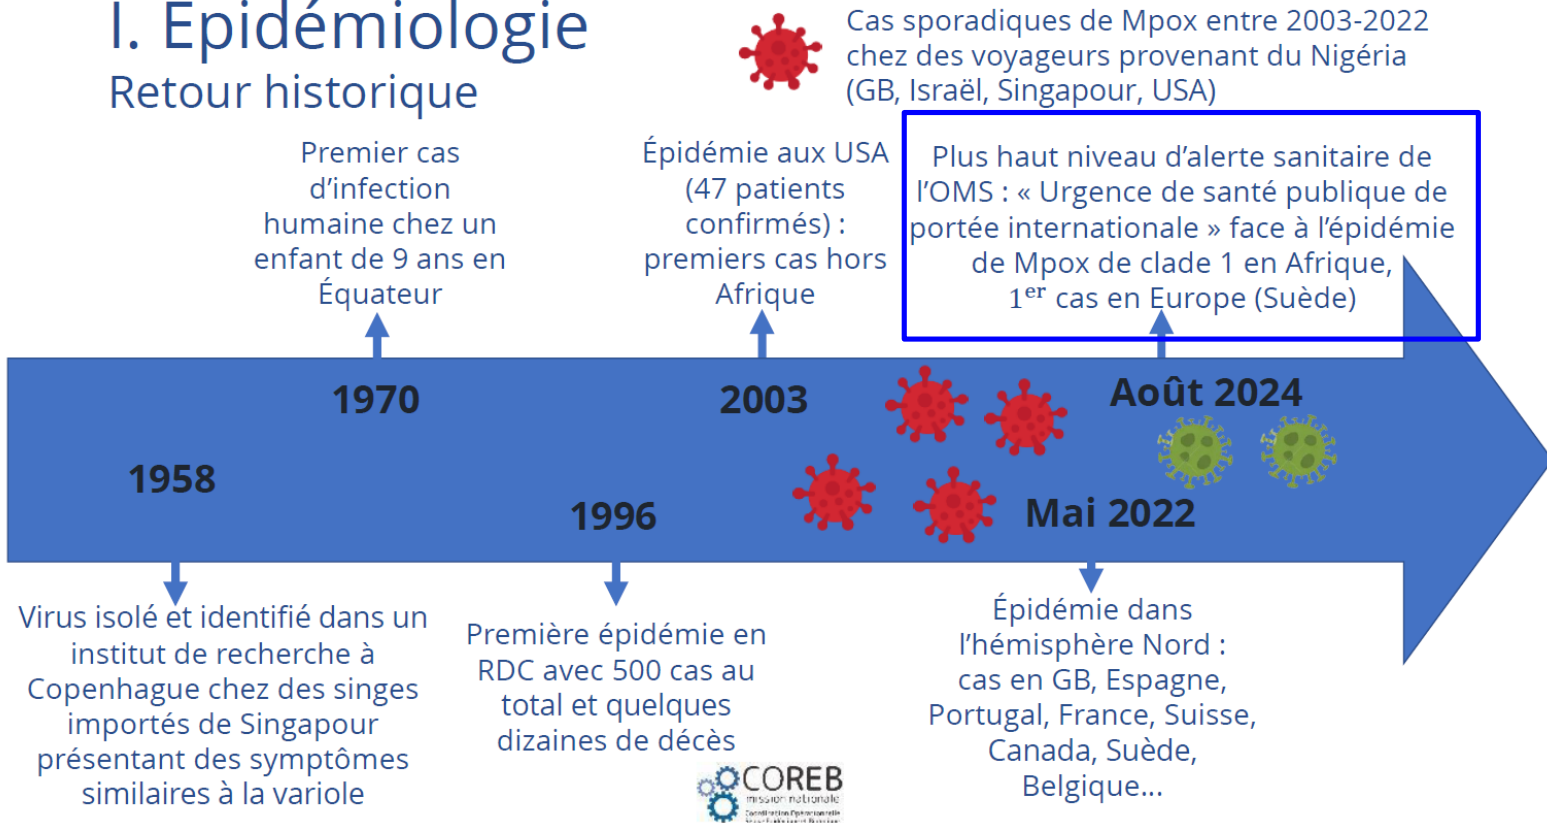 I. Épidémiologie
Retour historique
Cas sporadiques de Mpox entre 2003-2022
chez des voyageurs provenant du Nigéria
(GB, Israël, Singapour, USA)
Premier cas
d'infection
humaine chez un
enfant de 9 ans en
Équateur
Épidémie aux USA
(47 patients
confirmés) :
premiers cas hors
Afrique
Plus haut niveau d'alerte sanitaire de
l'OMS : « Urgence de santé publique de
portée internationale » face à l'épidémie
de Mpox de clade 1 en Afrique,
1er cas en Europe (Suède)
1970
2003
Août 2024
1958
1996
Mai 2022
Virus isolé et identifié dans un
institut de recherche à
Copenhague chez des singes
importés de Singapour
présentant des symptômes
similaires à la variole
Première épidémie en
RDC avec 500 cas au
total et quelques
dizaines de décès
Épidémie dans
l'hémisphère Nord :
cas en GB, Espagne,
Portugal, France, Suisse,
Canada, Suède,
Belgique...
COREB
mission nationale
Coordination Opérationnelle